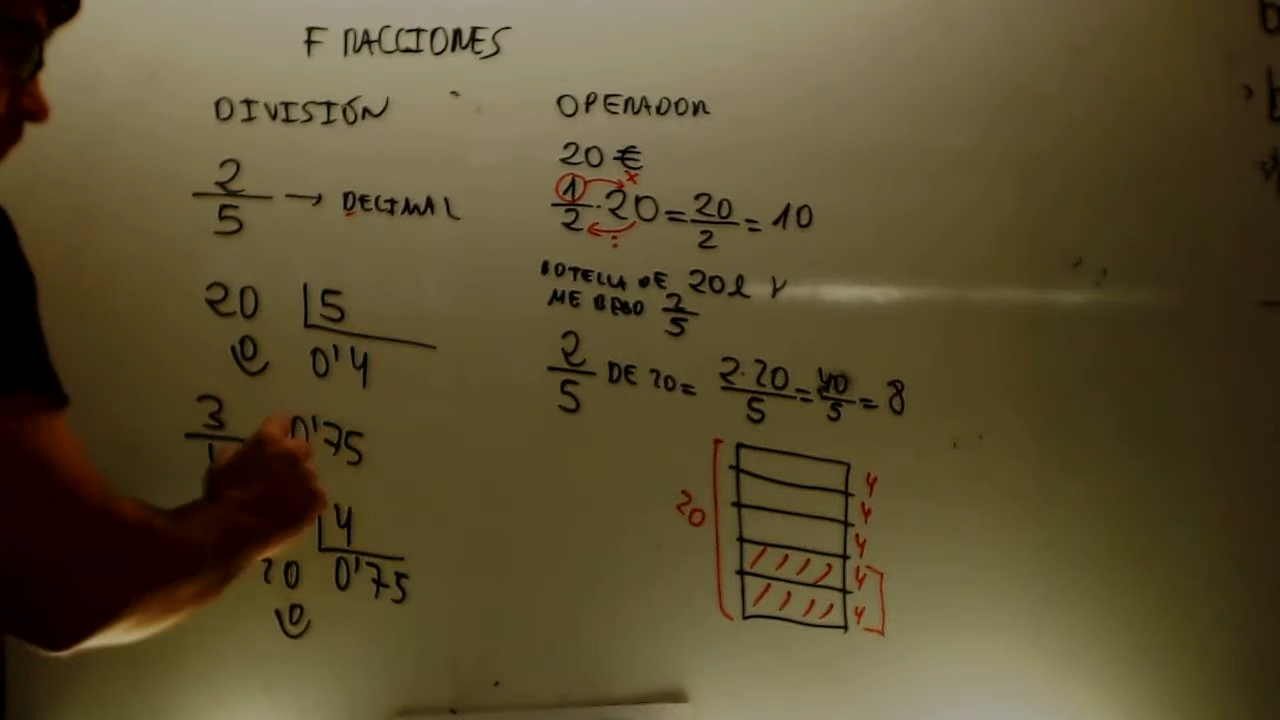 FRACCIONES
DIVISIÓN
2/5 → DECIMAL
20 |5
0 0'4
3/ 0'75
|4
20 0'75
0
OPERADOR
20 €
x
1/2 · 20 = 20/2 = 10
:
BOTELLA DE 20l Y
ME BEBO 2/5
2/5 DE 20 = 2·20/5 = 40/5 = 8
20
4
4
4
4
4